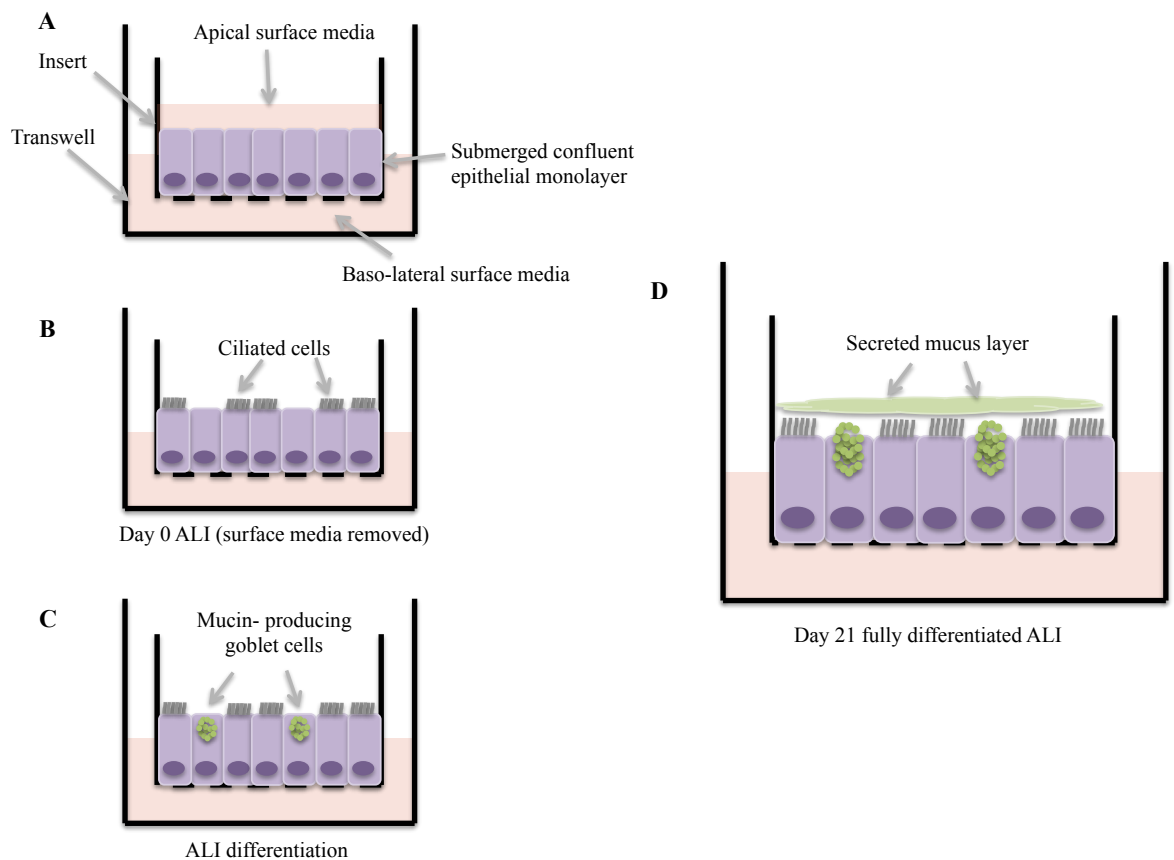 A
Apical surface media
Insert
Transwell
Submerged confluent
epithelial monolayer
Baso-lateral surface media
B
Ciliated cells
Day 0 ALI (surface media removed)
C
Mucin- producing
goblet cells
ALI differentiation
D
Secreted mucus layer
Day 21 fully differentiated ALI